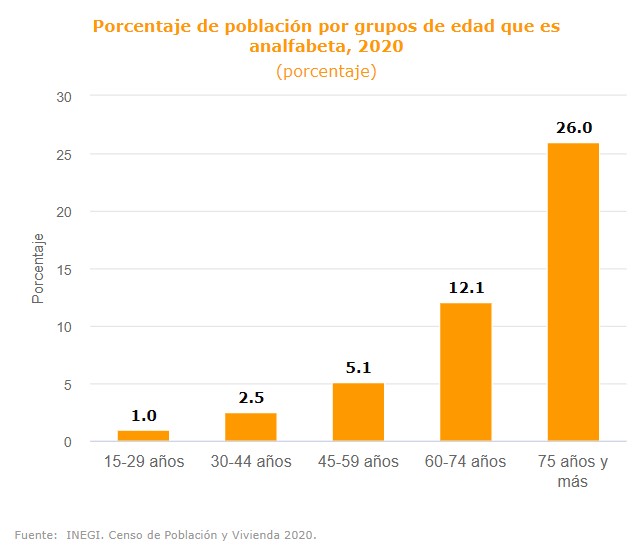 Porcentaje de población por grupos de edad que es
analfabeta, 2020
(porcentaje)
Porcentaje
30
25
20
15
10
5
0
1.0
2.5
5.1
12.1
26.0
15-29 años
30-44 años
45-59 años
60-74 años
75 años y
más
Fuente: INEGI. Censo de Población y Vivienda 2020.